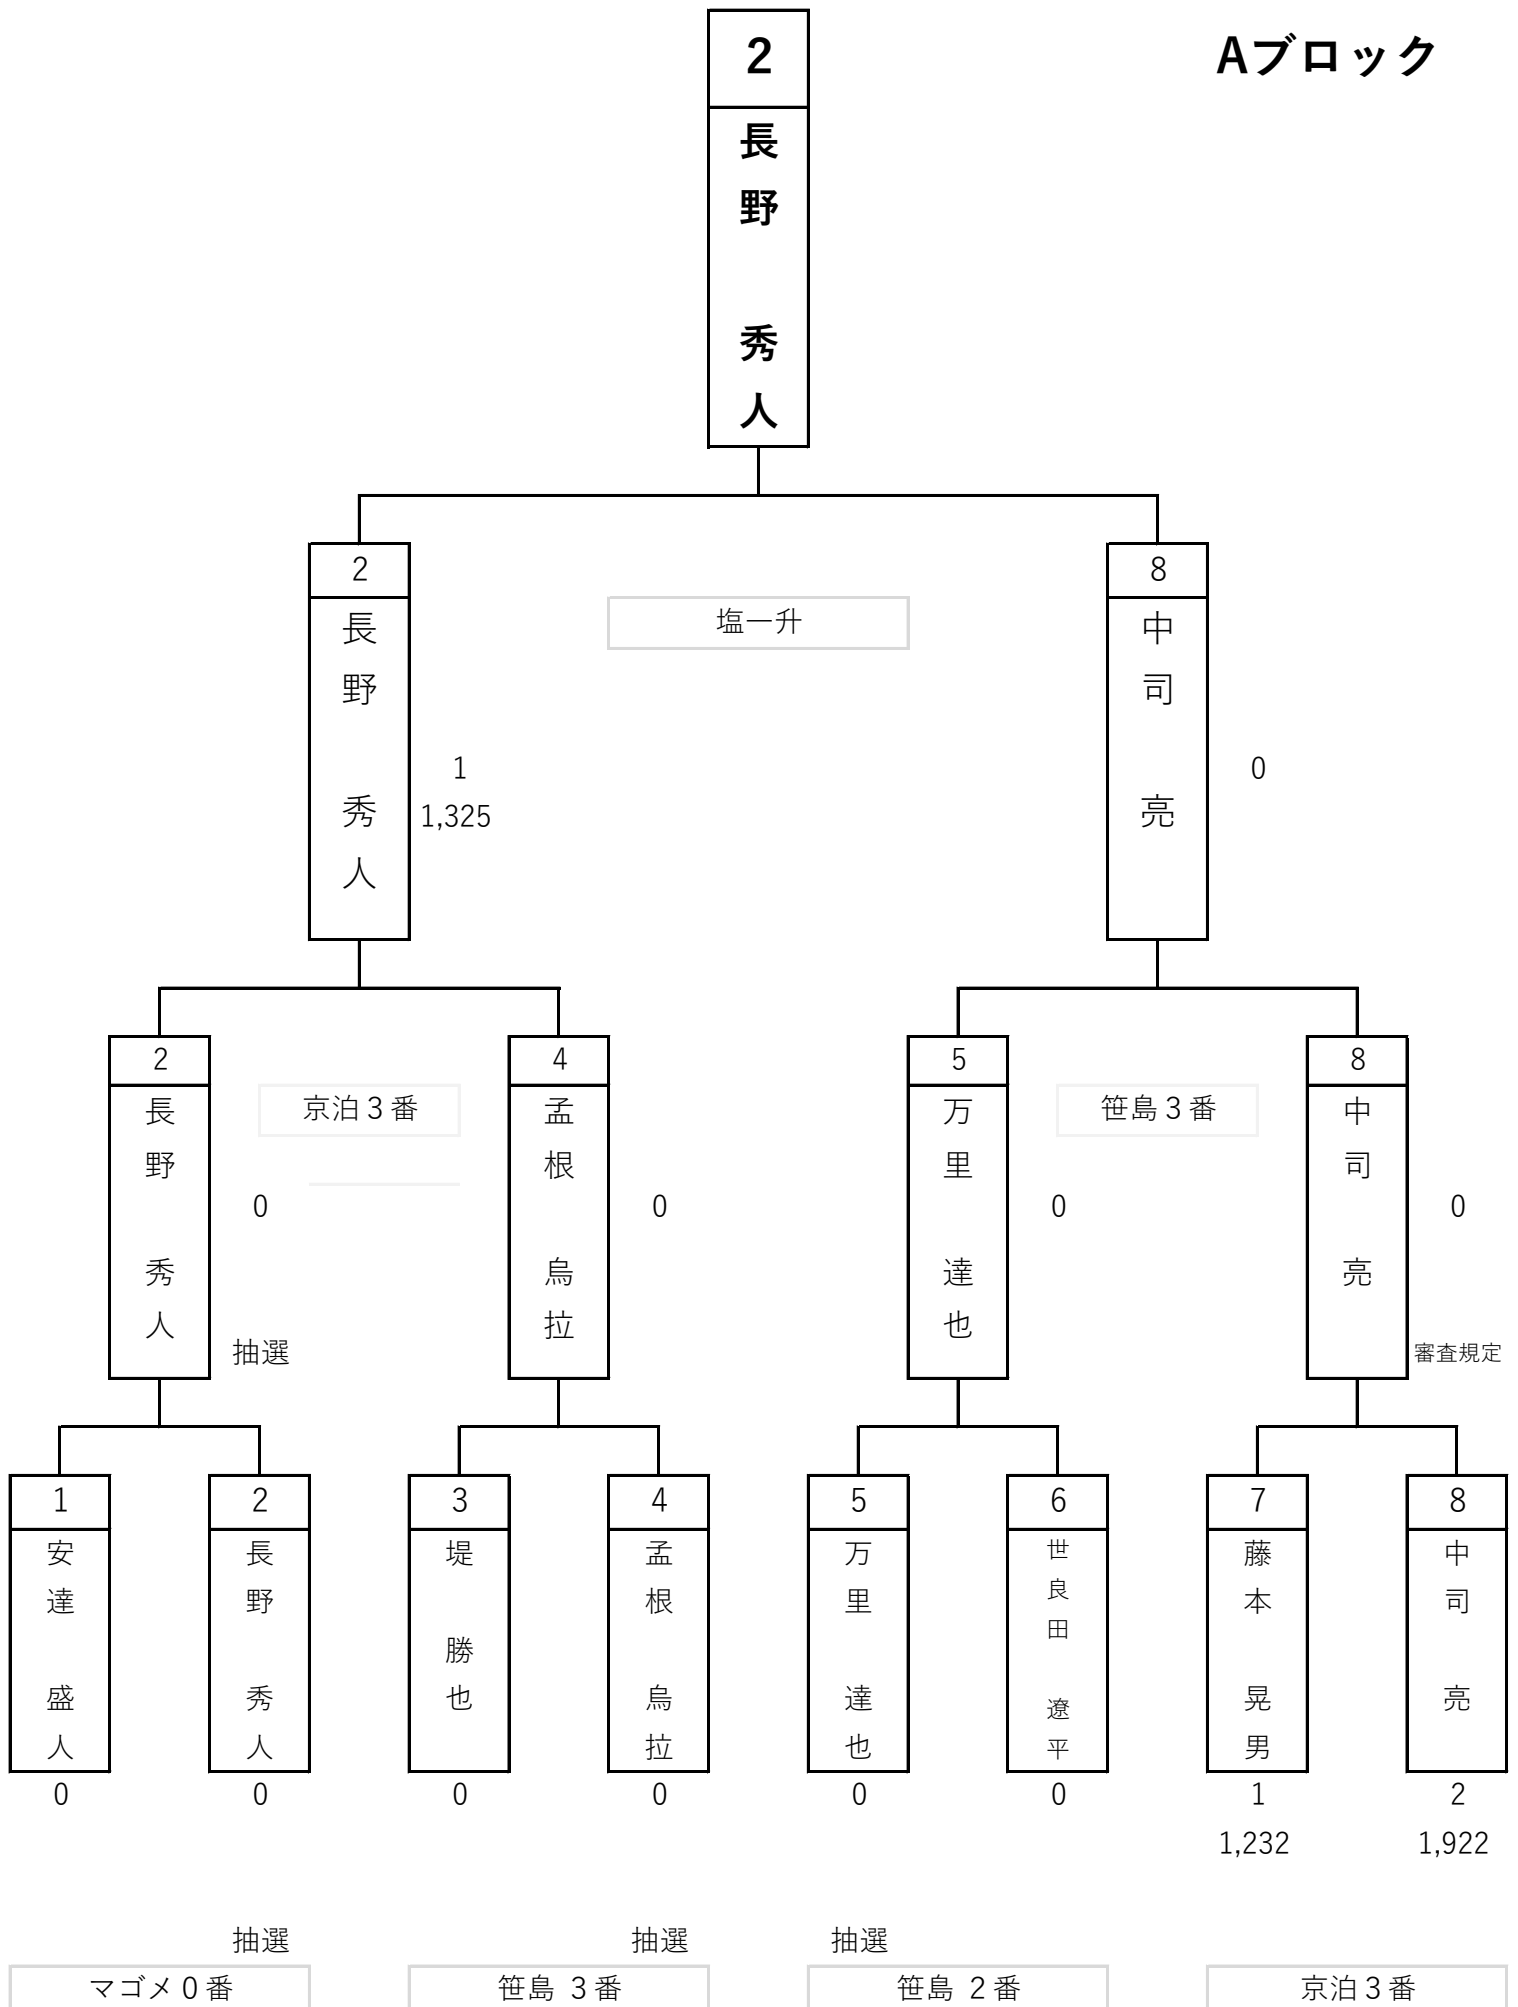 Aブロック
2
長野 秀人
2
長野 秀人
1
1,325
塩一升
8
中司 亮
0
2
長野 秀人
0
抽選
京泊３番
4
孟根 烏拉
0
5
万里 達也
0
笹島３番
8
中司 亮
0
審査規定
1
安達 盛人
0
2
長野 秀人
0
抽選
マゴメ０番
3
堤 勝也
0
4
孟根 烏拉
0
抽選
笹島 ３番
5
万里 達也
0
抽選
6
世良田 遼平
0
笹島 ２番
7
藤本 晃男
1
1,232
8
中司 亮
2
1,922
京泊３番